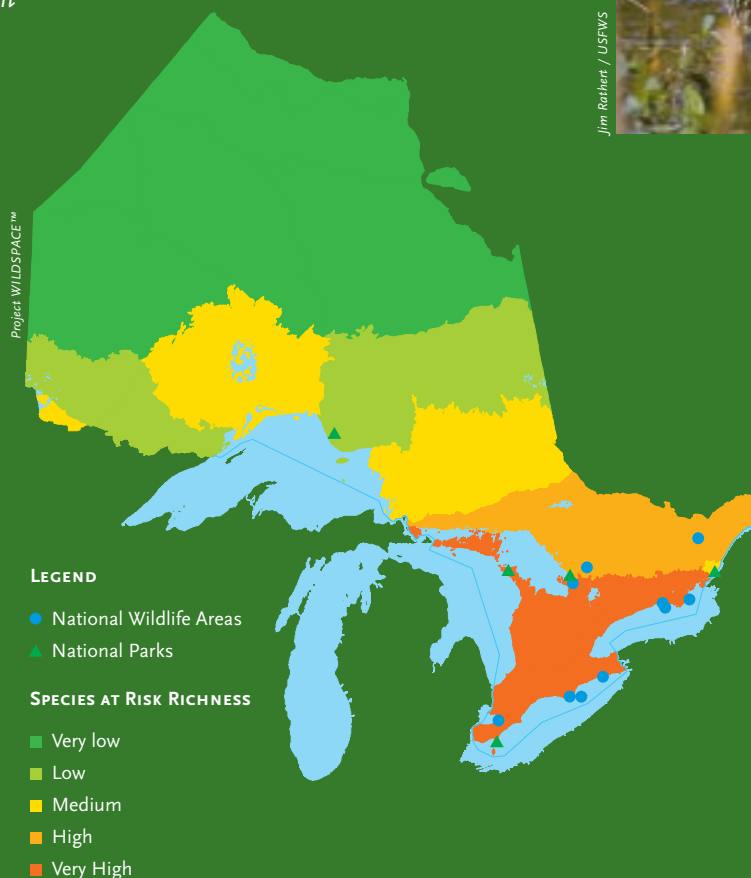 Jim Rathert / USFWS
Project WILDSPACE™
LEGEND
National Wildlife Areas
National Parks
SPECIES AT RISK RICHNESS
Very low
Low
Medium
High
Very High